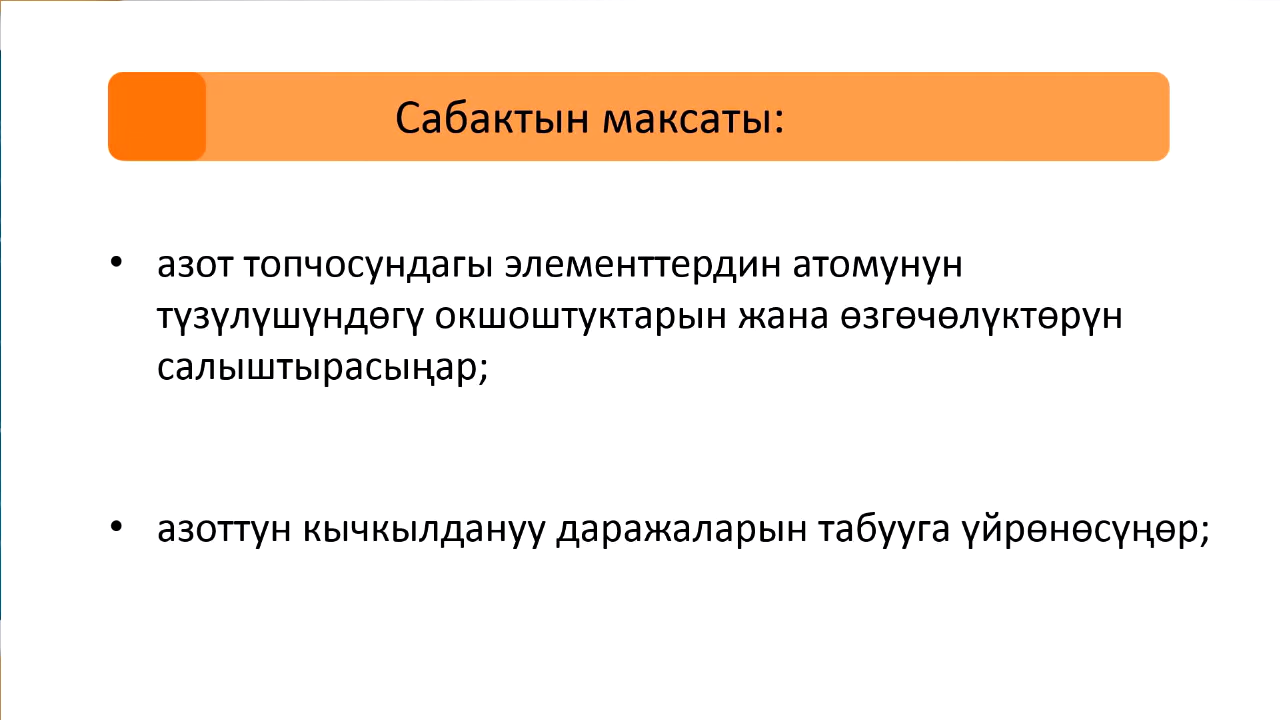 Сабактын максаты:
• азот топчосундагы элементтердин атомунун
түзүлүшүндөгү окшоштуктарын жана өзгөчөлүктөрүн
салыштырасыңар;
• азоттун кычкылдануу даражаларын табууга үйрөнөсүңөр;